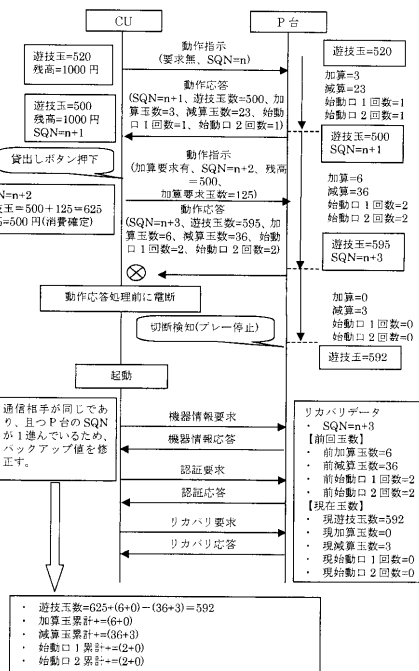 CU
P台
遊技玉=520
残高=1000円
動作指示
(要求無、SQN=n)
遊技玉=520
加算=3
減算=23
始動口1回数=1
始動口2回数=1
動作応答
(SQN=n+1、遊技玉数=500、加
算玉数=3、減算玉数=23、始動
口1回数=1、始動口2回数=1)
遊技玉=500
残高=1000円
SQN=n+1
遊技玉=500
SQN=n+1
貸出しボタン押下
動作指示
(加算要求有、SQN=n+2、残高
=500、
加算要求玉数=125)
加算=6
減算=36
始動口1回数=2
始動口2回数=2
N=n+2
技玉=500+125=625
高=500円(消費確定)
動作応答
(SQN=n+3、遊技玉数=595、加
算玉数=6、減算玉数=36、始動
口1回数=2、始動口2回数=2)
遊技玉=595
SQN=n+3
動作応答処理前に電断
加算=0
減算=3
始動口1回数=0
始動口2回数=0
切断検知(プレー停止)
遊技玉=592
起動
通信相手が同じであ
り、且つP台のSQN
が1進んでいるため、
バックアップ値を修
正す。
機器情報要求
機器情報応答
認証要求
認証応答
リカバリ要求
リカバリ応答
リカバリデータ
・ SQN=n+3
【前回玉数】
・ 前加算玉数=6
・ 前減算玉数=36
・ 前始動口1回数=2
・ 前始動口2回数=2
【現在玉数】
・ 現遊技玉数=592
・ 現加算玉数=0
・ 現減算玉数=3
・ 現始動口1回数=0
・ 現始動口2回数=0
・ 遊技玉数=625+(6+0)−(36+3)=592
・ 加算玉累計+=(6+0)
・ 減算玉累計+=(36+3)
・ 始動口1累計+=(2+0)
・ 始動口2累計+=(2+0)